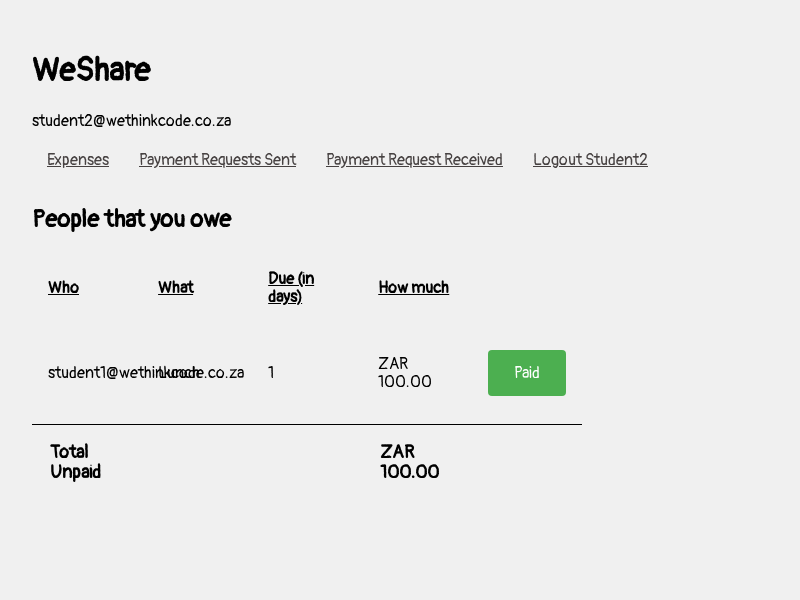 WeShare
student2@wethinkcode.co.za
Expenses Payment Requests Sent Payment Request Received Logout Student2
People that you owe
Who What Due (in days) How much
student1@wethinkcode.co.za Lunch 1 ZAR 100.00 Paid
Total Unpaid ZAR 100.00